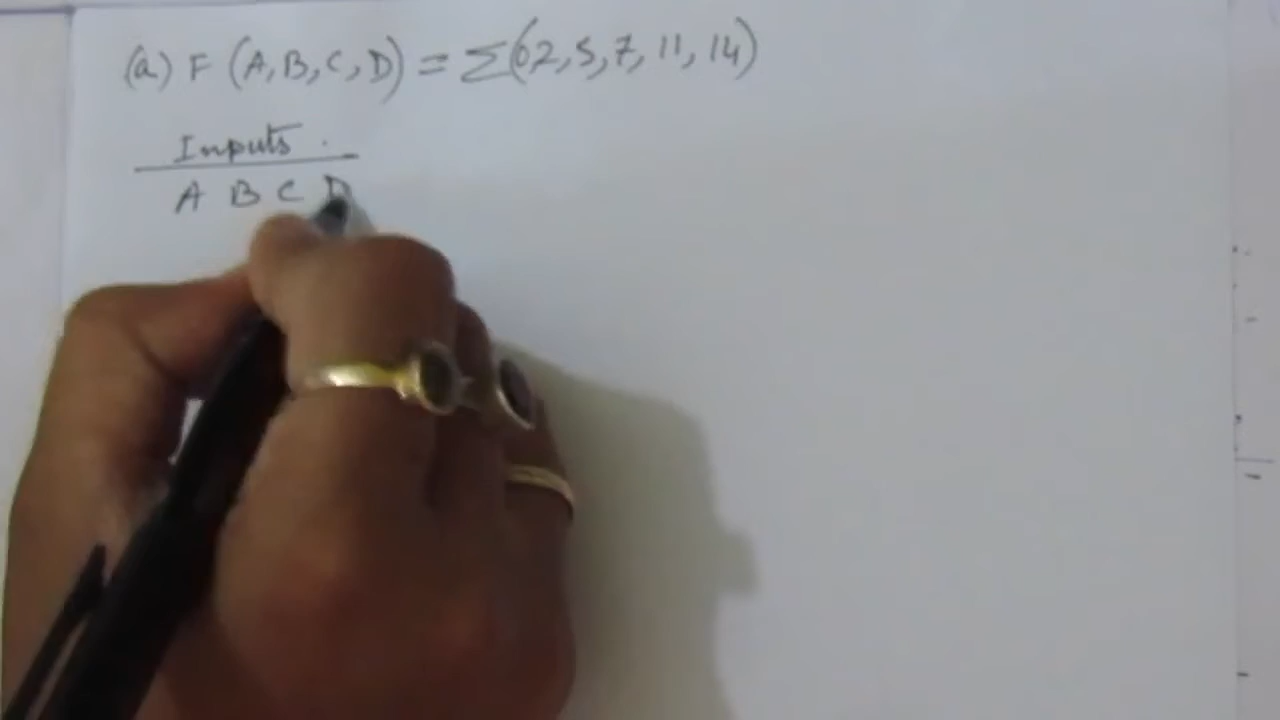 (a) F (A,B,C,D) = Σ(0,2,5,7,11,14)
Inputs.
A B C D